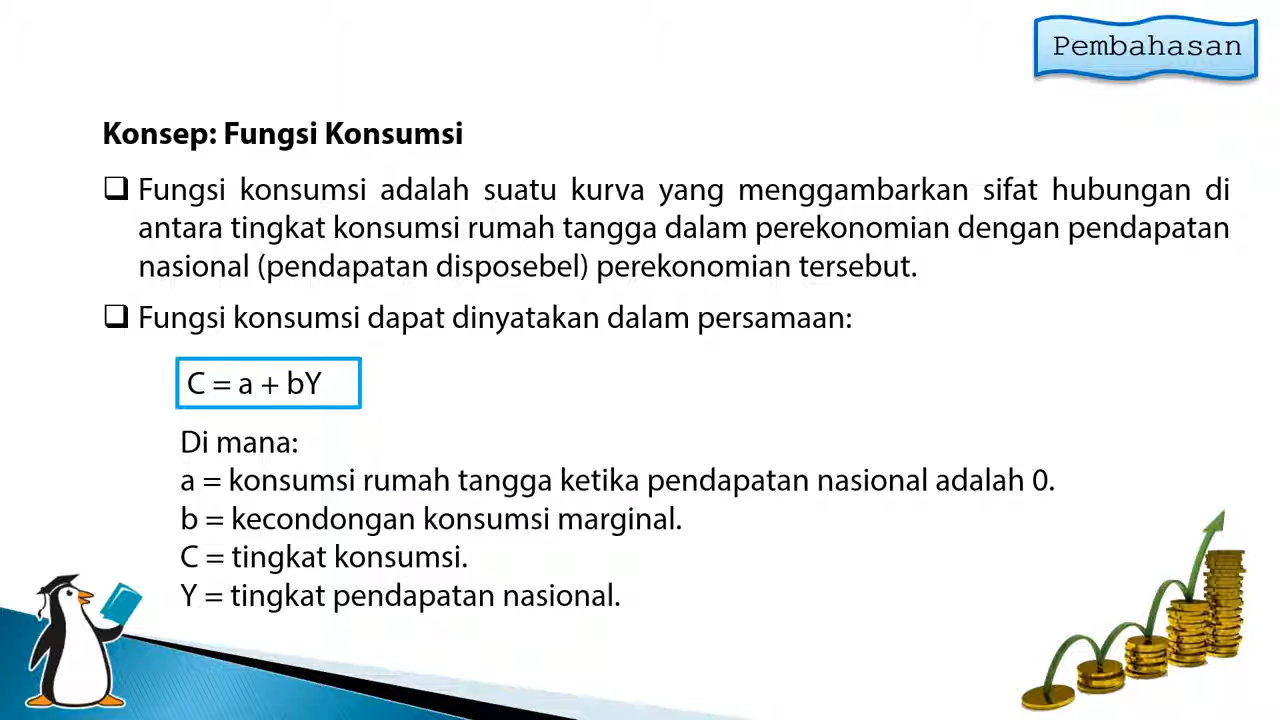 Pembahasan
Konsep: Fungsi Konsumsi
❑ Fungsi konsumsi adalah suatu kurva yang menggambarkan sifat hubungan di
antara tingkat konsumsi rumah tangga dalam perekonomian dengan pendapatan
nasional (pendapatan disposebel) perekonomian tersebut.
❑ Fungsi konsumsi dapat dinyatakan dalam persamaan:
C = a + bY
Di mana:
a = konsumsi rumah tangga ketika pendapatan nasional adalah 0.
b = kecondongan konsumsi marginal.
C = tingkat konsumsi.
Y = tingkat pendapatan nasional.